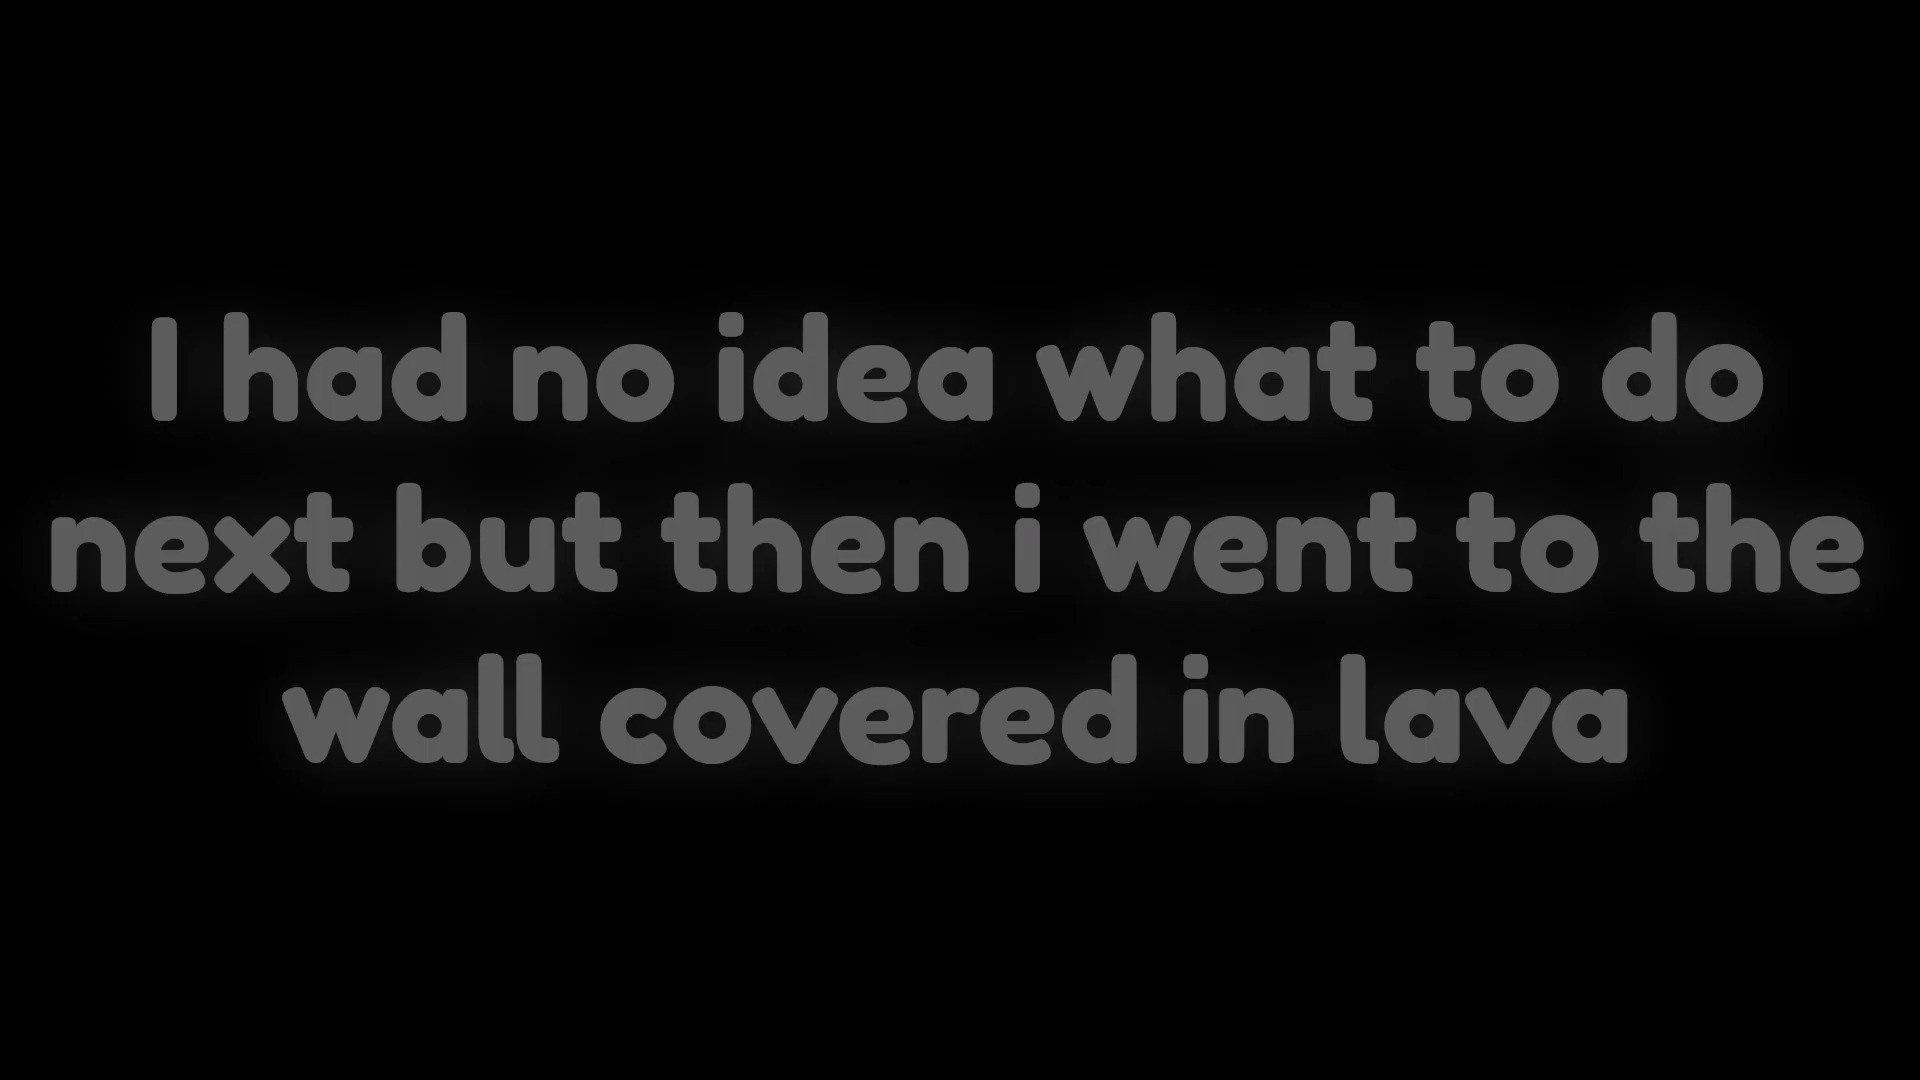 I had no idea what to do
next but then i went to the
wall covered in lava